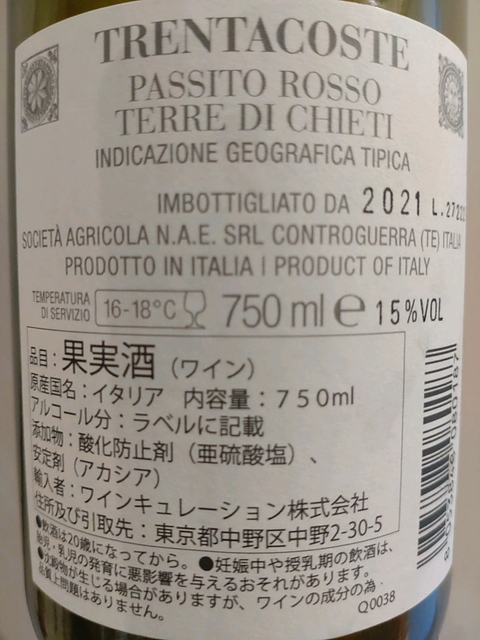 TRENTACOSTE
PASSITO ROSSO
TERRE DI CHIETI
INDICAZIONE GEOGRAFICA TIPICA
IMBOTTIGLIATO DA 2021 L.27222
SOCIETÀ AGRICOLA N.A.E. SRL CONTROGUERRA (TE) ITALIA
PRODOTTO IN ITALIA | PRODUCT OF ITALY
TEMPERATURA
DI SERVIZIO 16-18°C 750 ml e 15%VOL
品目：果実酒（ワイン）
原産国名：イタリア 内容量：７５０ml
アルコール分：ラベルに記載
添加物：酸化防止剤（亜硫酸塩）、
安定剤（アカシア）
輸入者：ワインキュレーション株式会社
住所及び引取先：東京都中野区中野2-30-5
●飲酒は20歳になってから。●妊娠中や授乳期の飲酒は、
胎児・乳児の発育に悪影響を与えるおそれがあります。
●沈殿物が生じる場合がありますが、ワインの成分の為、
品質上問題はありません。
Q0038